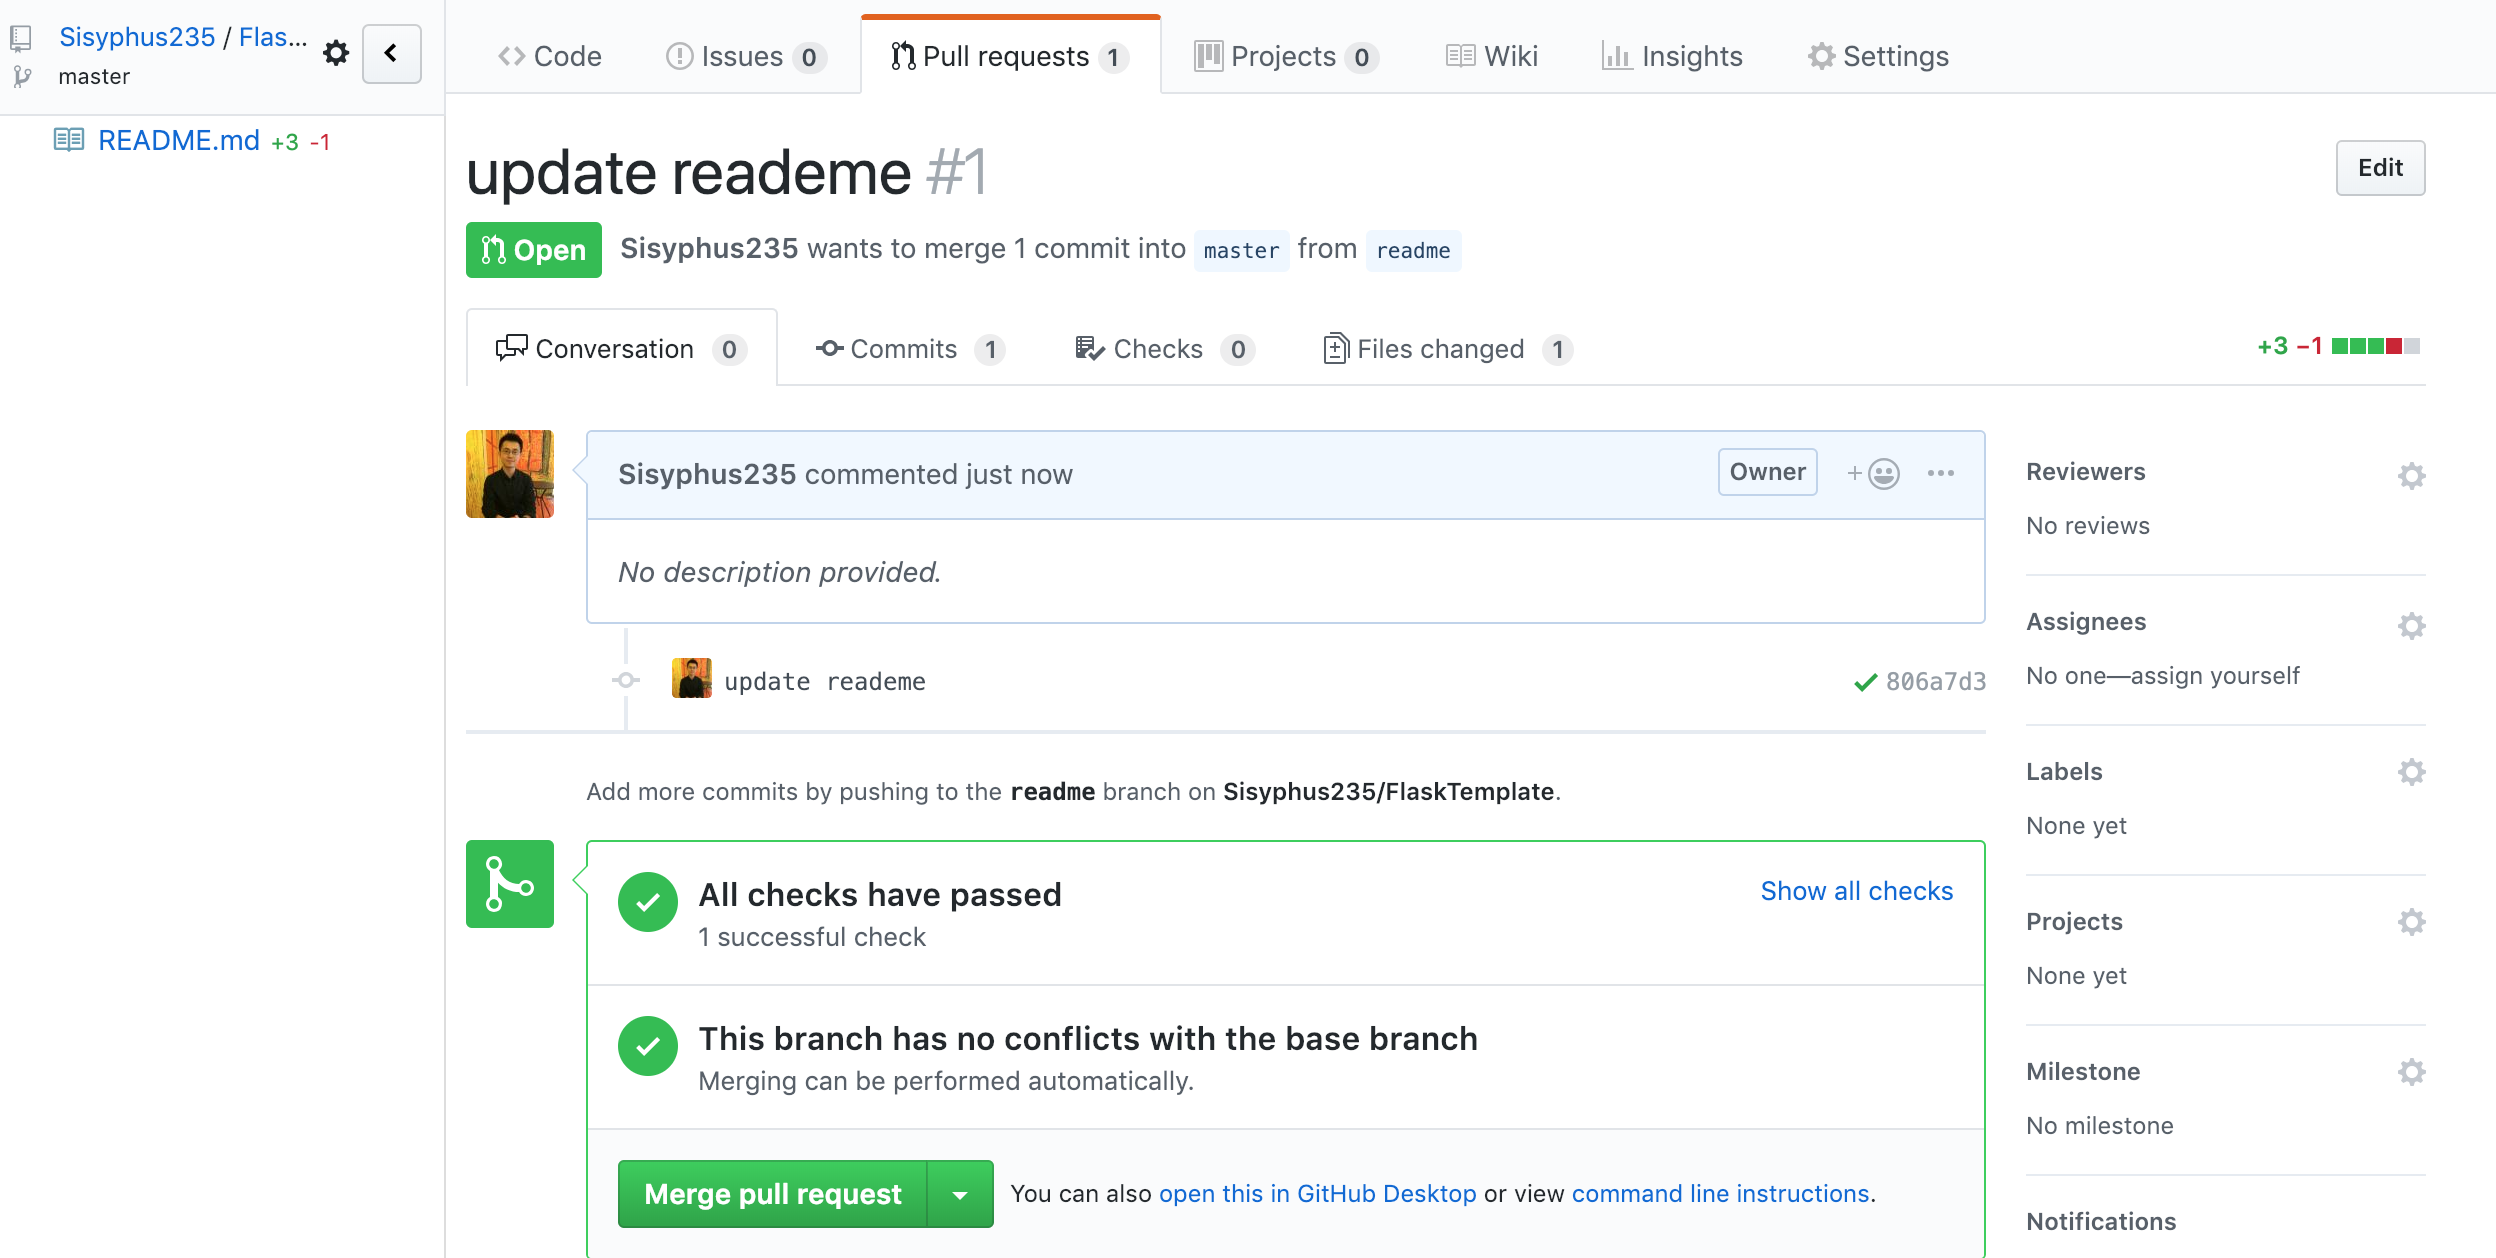 Sisyphus235 / Flas...
master
README.md +3 -1
Code
Issues 0
Pull requests 1
Projects 0
Wiki
Insights
Settings
update reademe #1
Edit
Open
Sisyphus235 wants to merge 1 commit into master from readme
Conversation 0
Commits 1
Checks 0
Files changed 1
+3 −1
Sisyphus235 commented just now
Owner
No description provided.
update reademe
806a7d3
Add more commits by pushing to the readme branch on Sisyphus235/FlaskTemplate.
All checks have passed
Show all checks
1 successful check
This branch has no conflicts with the base branch
Merging can be performed automatically.
Merge pull request
You can also open this in GitHub Desktop or view command line instructions.
Reviewers
No reviews
Assignees
No one—assign yourself
Labels
None yet
Projects
None yet
Milestone
No milestone
Notifications